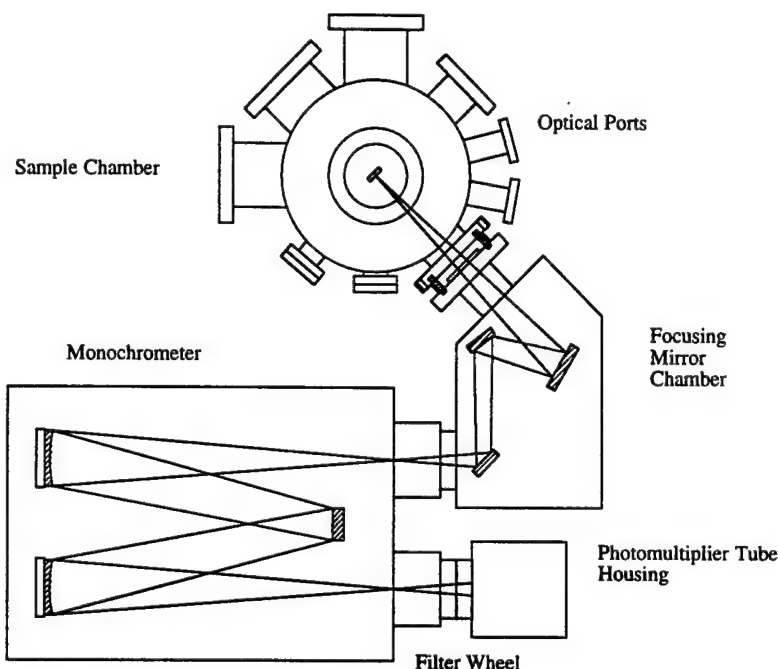 Optical Ports
Sample Chamber
Focusing
Mirror
Chamber
Monochrometer
Photomultiplier Tube
Housing
Filter Wheel